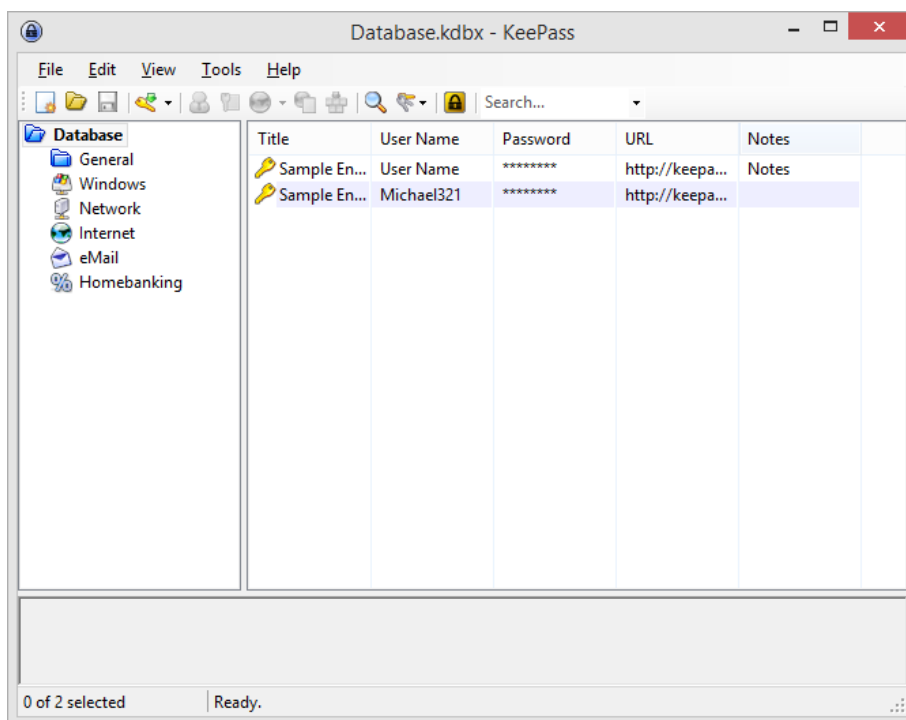 Database.kdbx - KeePass
File Edit View Tools Help
Search...
Database
General
Windows
Network
Internet
eMail
Homebanking
Title User Name Password URL Notes
Sample En... User Name ******** http://keepa... Notes
Sample En... Michael321 ******** http://keepa...
0 of 2 selected Ready.